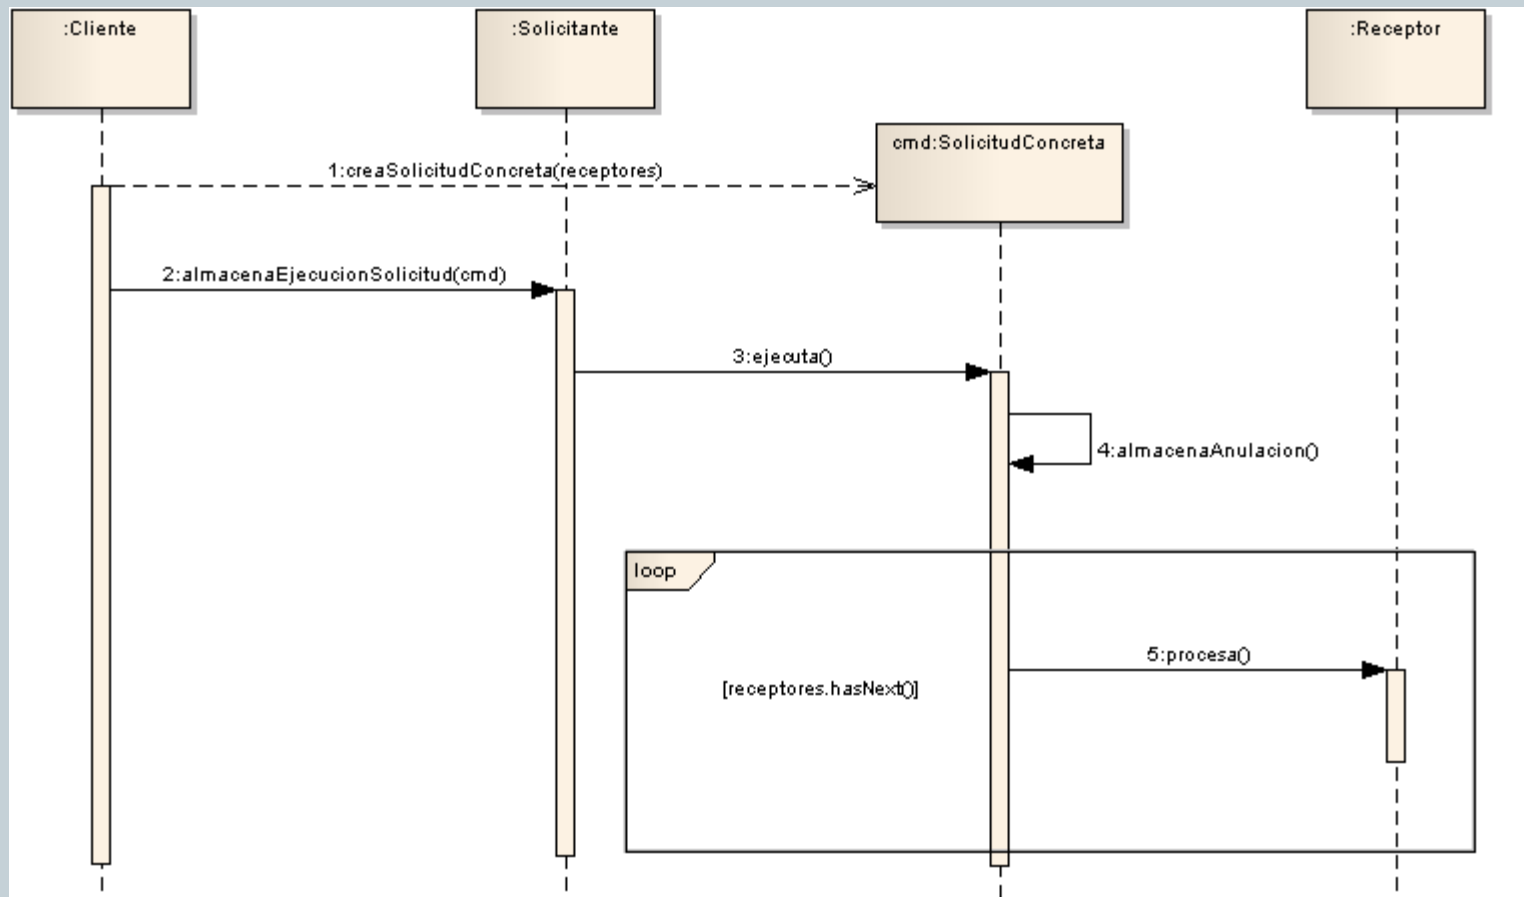 :Cliente
:Solicitante
:Receptor
cmd:SolicitudConcreta
1:creaSolicitudConcreta(receptores)
2:almacenaEjecucionSolicitud(cmd)
3:ejecuta()
4:almacenaAnulacion()
loop
5:procesa()
[receptores.hasNext()]